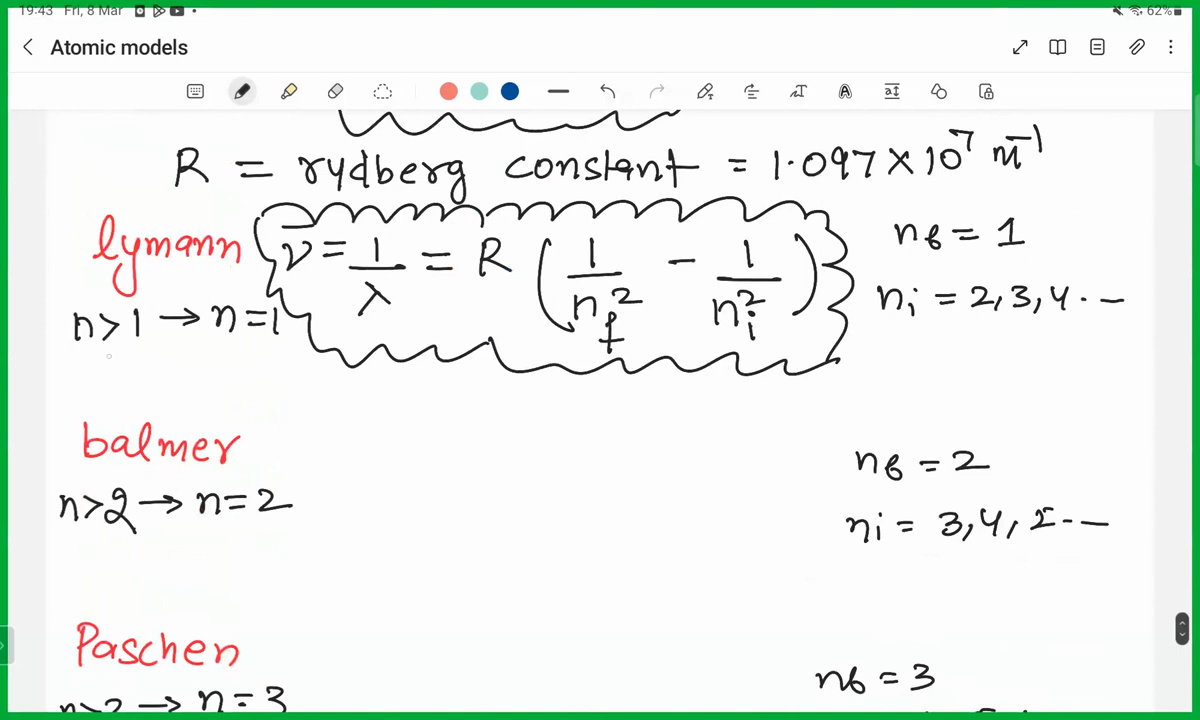 19:43 Fri, 8 Mar 62%
Atomic models
R = rydberg constant = 1.097 × 10⁷ m⁻¹
lymann ν̅ = 1/λ = R (1/n_f² - 1/n_i²) n_f = 1
n>1 → n=1 n_i = 2,3,4 . --
balmer n_f = 2
n>2 → n=2 n_i = 3,4,5 - --
Paschen n_f = 3
n>3 → n=3